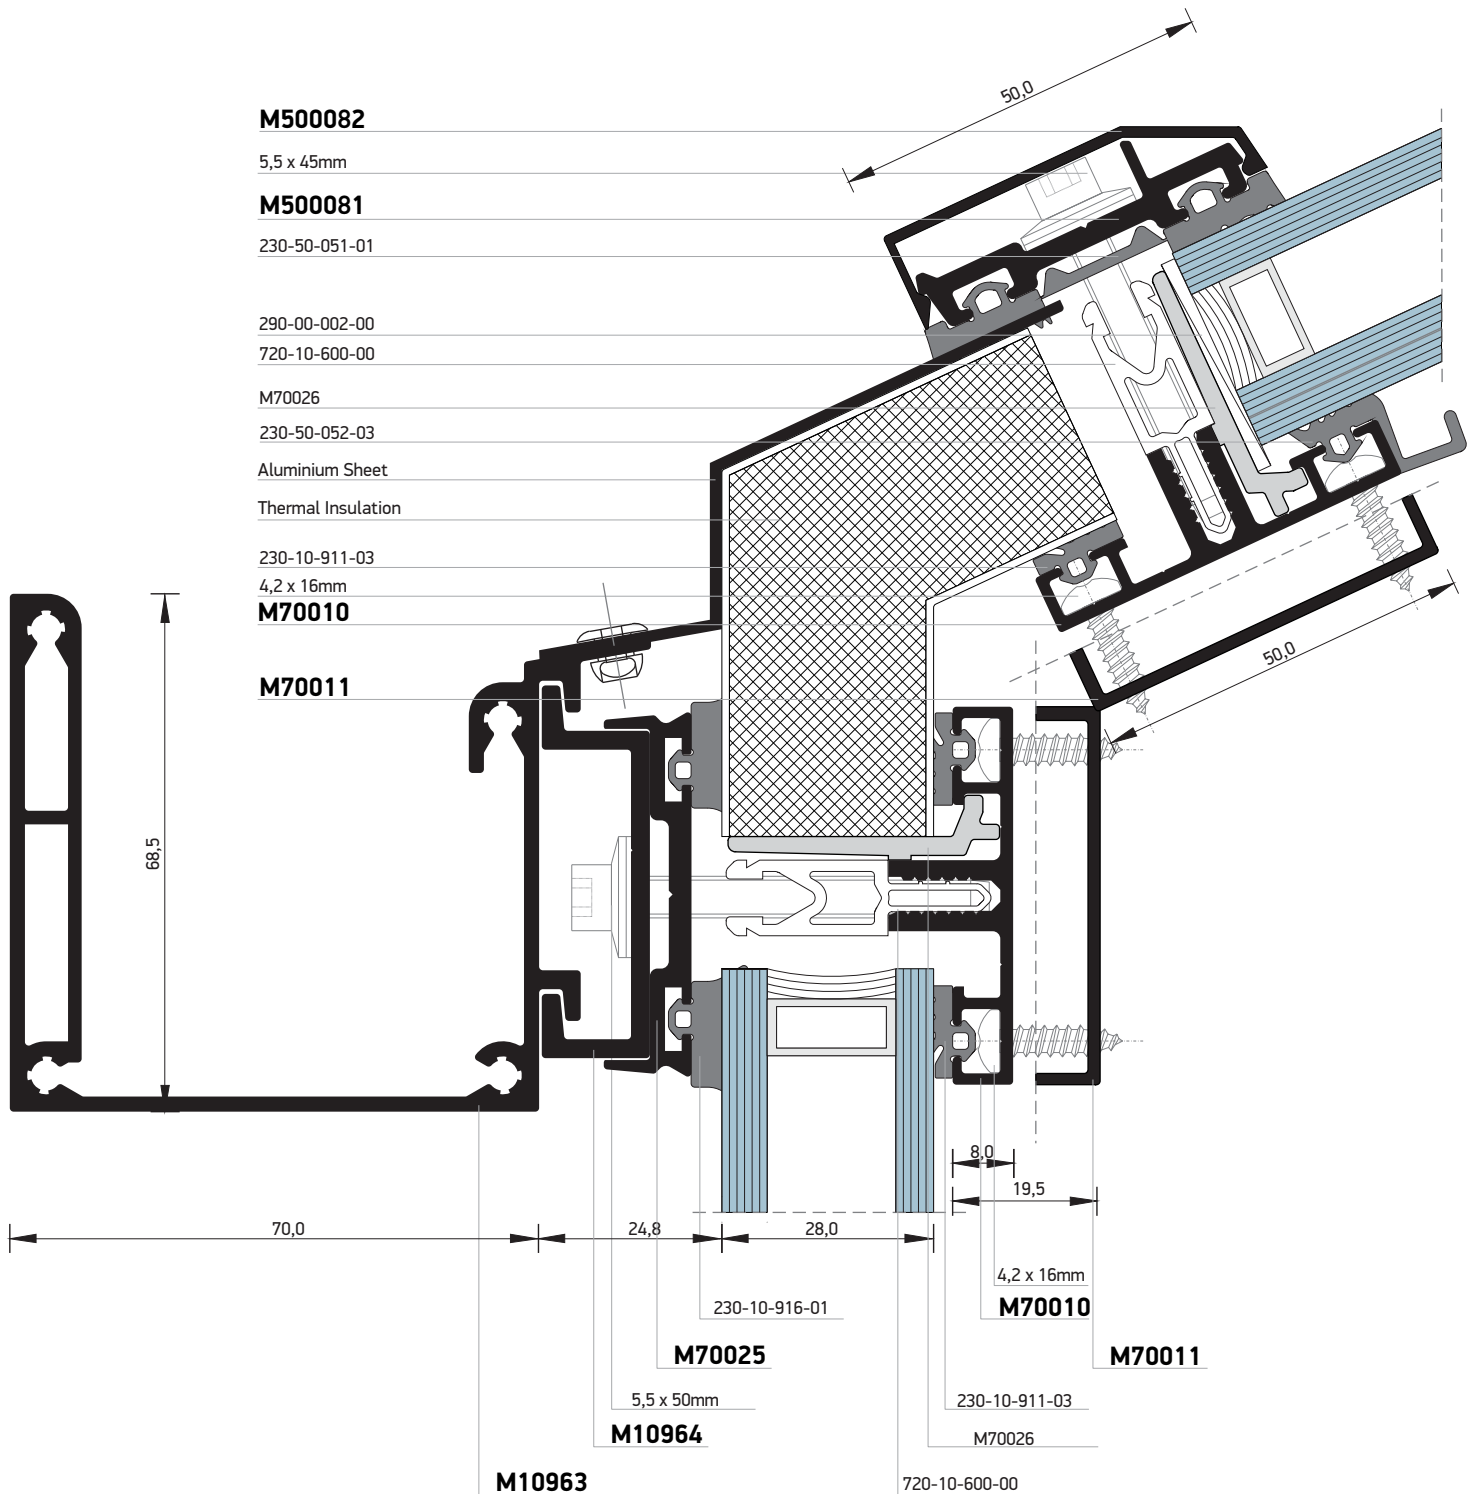 50,0
M500082
5,5 x 45mm
M500081
230-50-051-01
290-00-002-00
720-10-600-00
M70026
230-50-052-03
Aluminium Sheet
Thermal Insulation
230-10-911-03
4,2 x 16mm
M70010
M70011
50,0
68,5
8,0
19,5
70,0
24,8
28,0
4,2 x 16mm
230-10-916-01
M70010
M70025
M70011
5,5 x 50mm
230-10-911-03
M10964
M70026
M10963
720-10-600-00